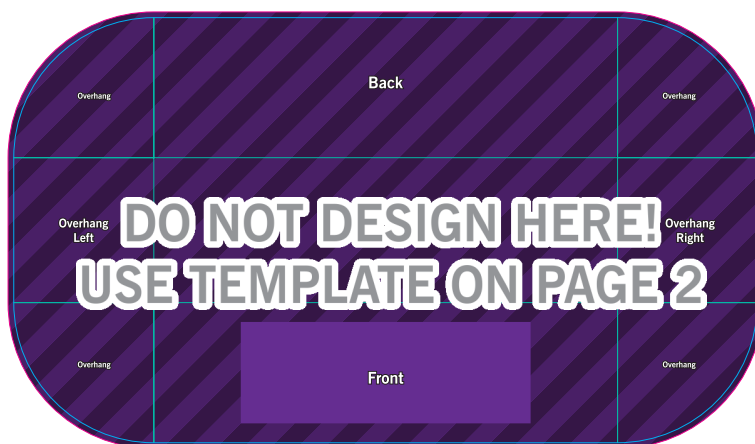 Back
Overhang
Overhang
Overhang
Left
DO NOT DESIGN HERE!
Overhang
Right
USE TEMPLATE ON PAGE 2
Overhang
Front
Overhang